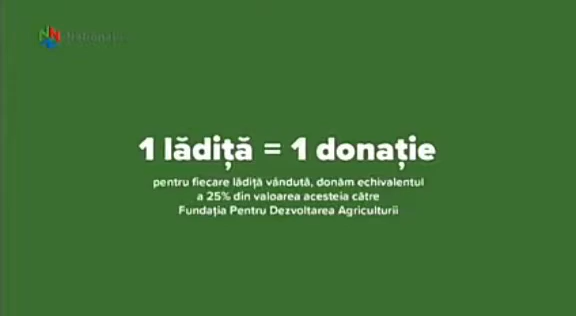 Național
1 lădiță = 1 donație
pentru fiecare lădiță vândută, donăm echivalentul
a 25% din valoarea acesteia către
Fundația Pentru Dezvoltarea Agriculturii